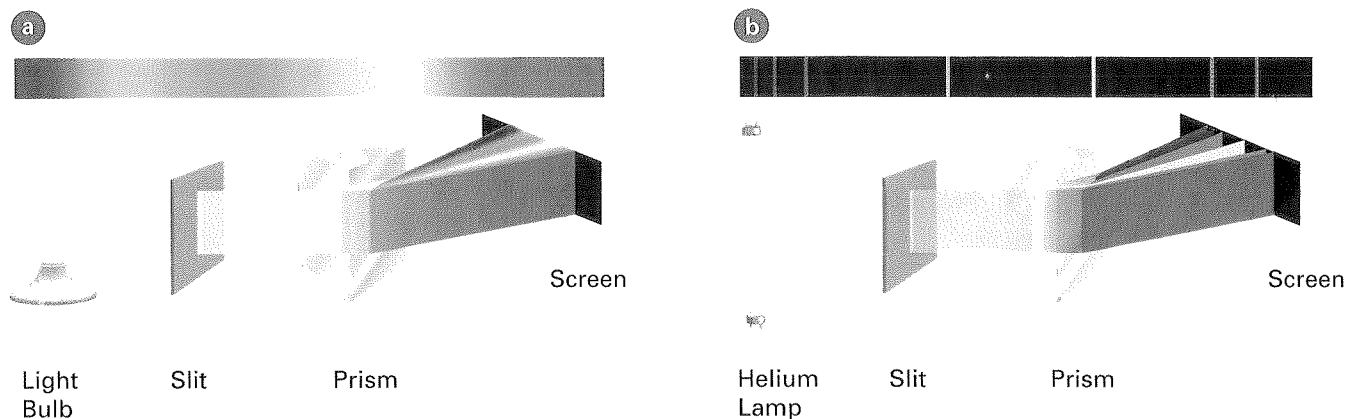 a
b
Screen
Screen
Light
Bulb
Slit
Prism
Helium
Lamp
Slit
Prism